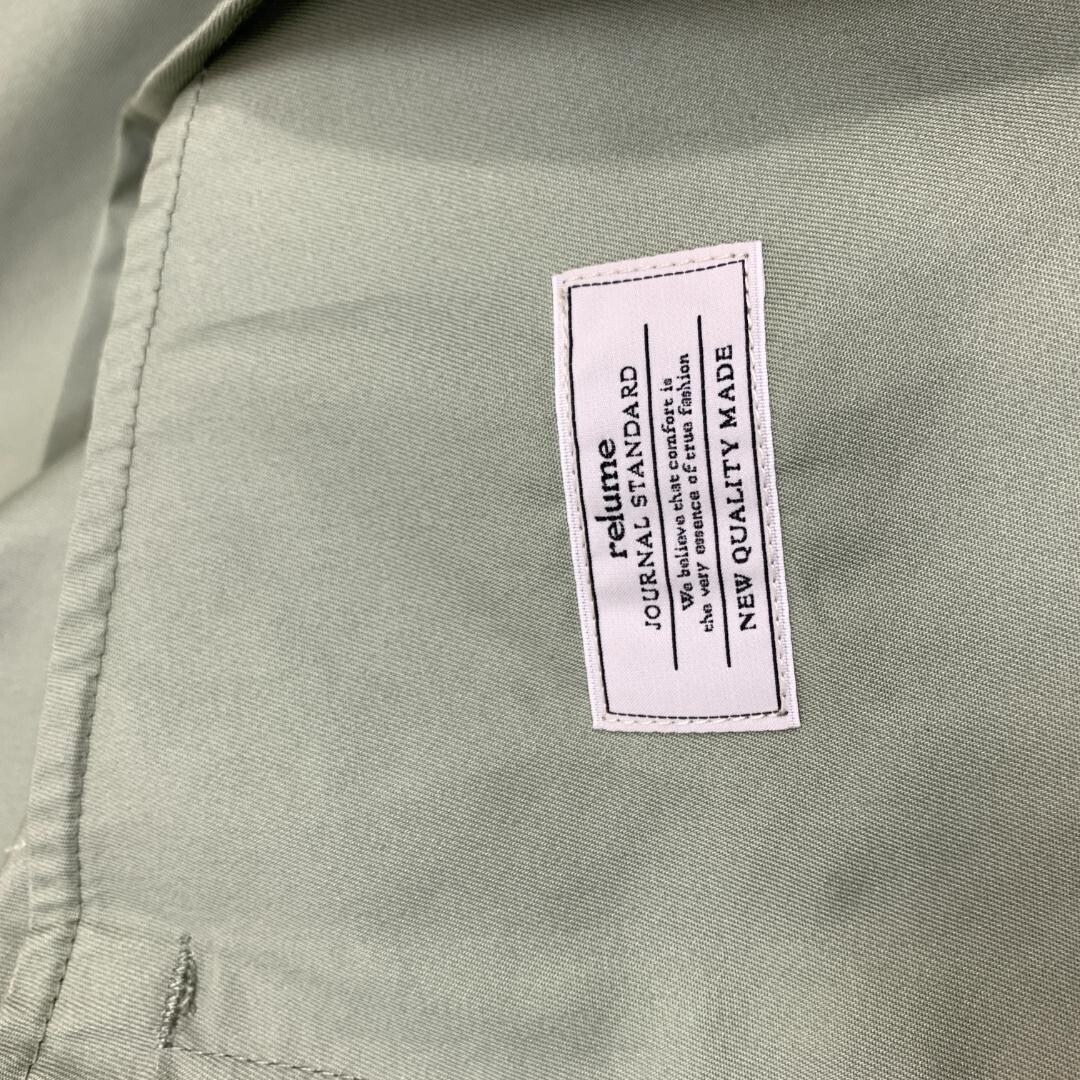 relume
JOURNAL STANDARD
We believe that comfort is
the very essence of true fashion
NEW QUALITY MADE